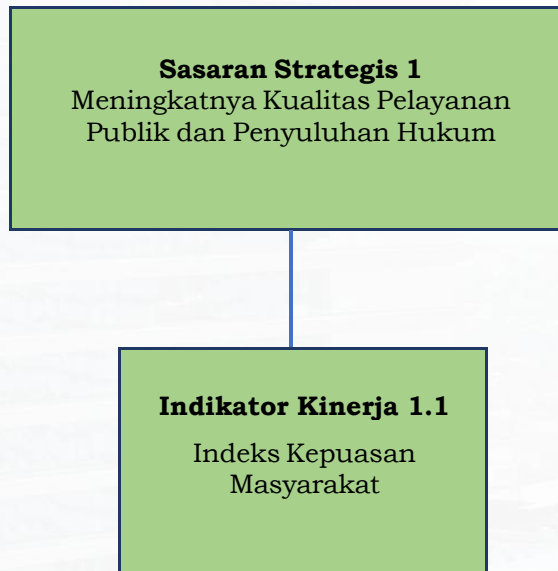 Sasaran Strategis 1
Meningkatnya Kualitas Pelayanan
Publik dan Penyuluhan Hukum
Indikator Kinerja 1.1
Indeks Kepuasan
Masyarakat